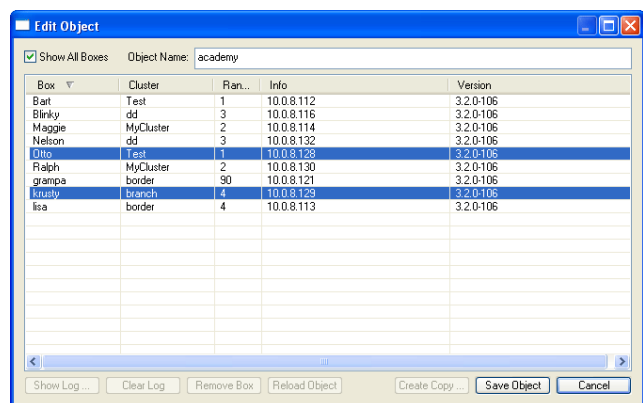 Edit Object
Show All Boxes Object Name: academy
Box Cluster Ran... Info Version
Bart Test 1 10.0.8.112 3.2.0-106
Blinky dd 3 10.0.8.116 3.2.0-106
Maggie MyCluster 2 10.0.8.114 3.2.0-106
Nelson dd 3 10.0.8.132 3.2.0-106
Otto Test 1 10.0.8.128 3.2.0-106
Ralph MyCluster 2 10.0.8.130 3.2.0-106
grampa border 90 10.0.8.121 3.2.0-106
krusty branch 4 10.0.8.129 3.2.0-106
lisa border 4 10.0.8.113 3.2.0-106
Show Log ... Clear Log Remove Box Reload Object Create Copy ... Save Object Cancel